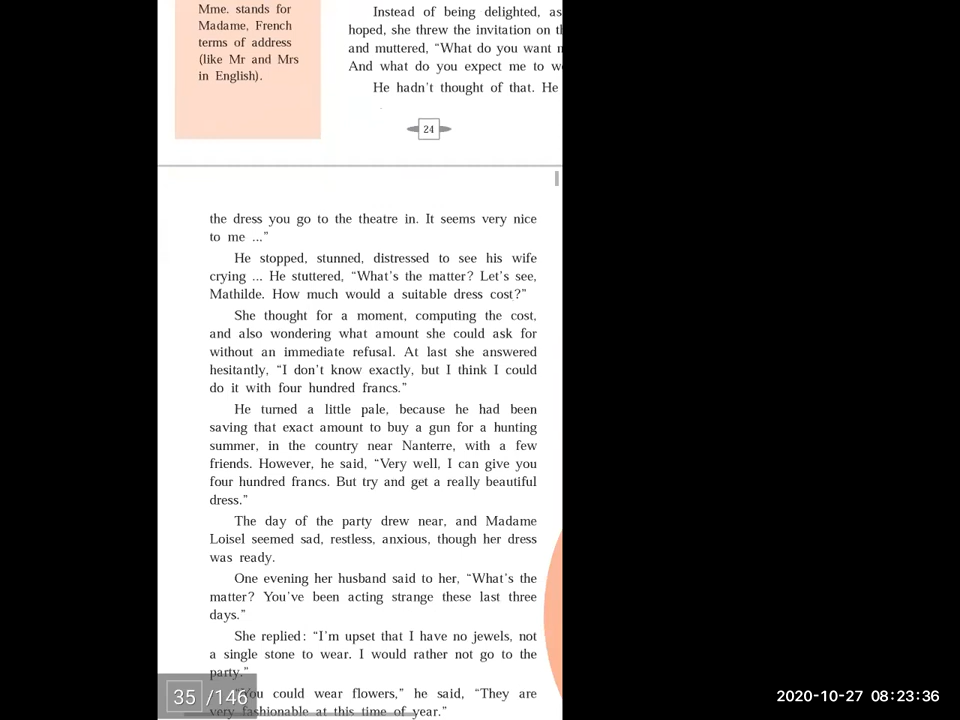 Mme. stands for
Madame, French
terms of address
(like Mr and Mrs
in English).
Instead of being delighted, as
hoped, she threw the invitation on
and muttered, “What do you want
And what do you expect me to
He hadn't thought of that. He
24
the dress you go to the theatre in. It seems very nice
to me ...”
He stopped, stunned, distressed to see his wife
crying ... He stuttered, “What's the matter? Let's see,
Mathilde. How much would a suitable dress cost?”
She thought for a moment, computing the cost,
and also wondering what amount she could ask for
without an immediate refusal. At last she answered
hesitantly, “I don't know exactly, but I think I could
do it with four hundred francs.”
He turned a little pale, because he had been
saving that exact amount to buy a gun for a hunting
summer, in the country near Nanterre, with a few
friends. However, he said, “Very well, I can give you
four hundred francs. But try and get a really beautiful
dress.”
The day of the party drew near, and Madame
Loisel seemed sad, restless, anxious, though her dress
was ready.
One evening her husband said to her, “What's the
matter? You've been acting strange these last three
days.”
She replied: “I'm upset that I have no jewels, not
a single stone to wear. I would rather not go to the
party.”
You could wear flowers,” he said, “They are
very fashionable at this time of year.”
35 /146
2020-10-27 08:23:36